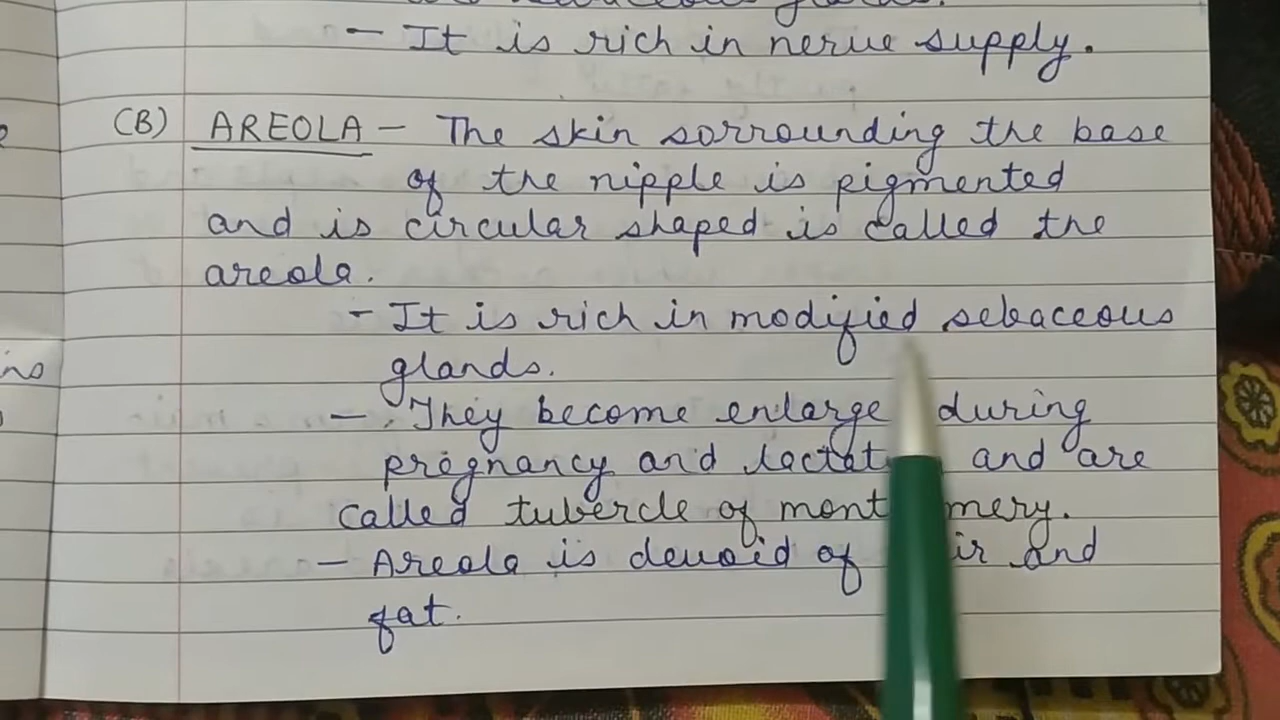 - It is rich in nerve supply.
(B) AREOLA - The skin sorrounding the base
of the nipple is pigmented
and is circular shaped is called the
areola.
- It is rich in modified sebaceous
glands.
- They become enlarge during
pregnancy and and are
called tubercle of
- Areola is devoid of and
fat.